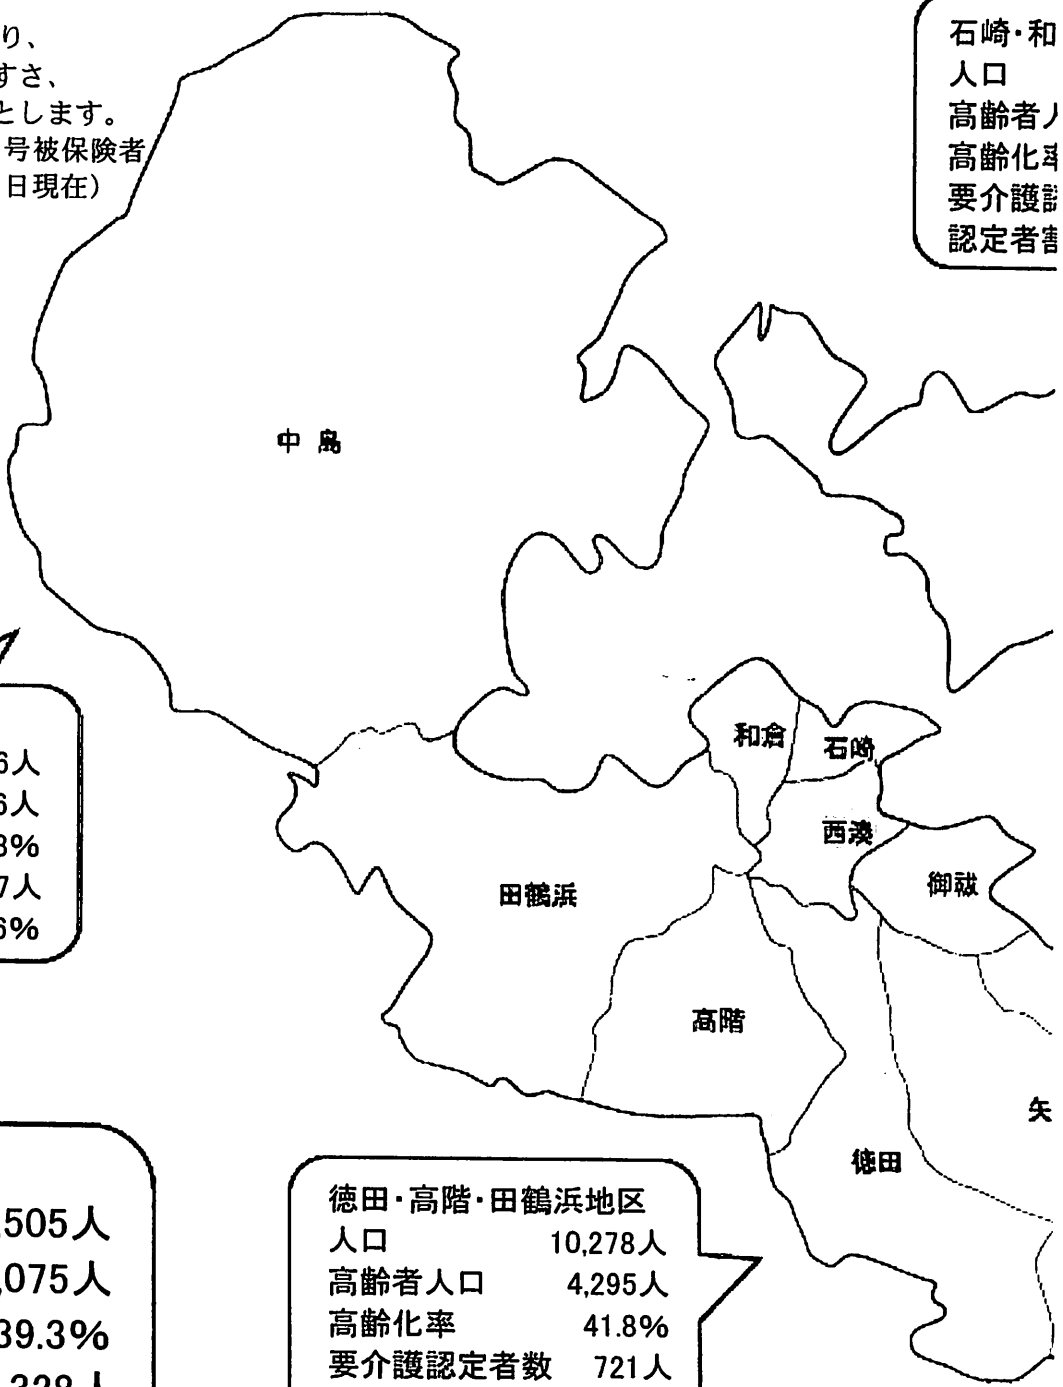 り、
すさ、
とします。
号被保険者
日現在）
石崎・和
人口
高齢者人
高齢化率
要介護認
認定者割
中島
和倉
石崎
西湊
御祓
田鶴浜
高階
矢
徳田
6人
6人
3%
7人
6%
505人
,075人
39.3%
328人
徳田・高階・田鶴浜地区
人口 10,278人
高齢者人口 4,295人
高齢化率 41.8%
要介護認定者数 721人